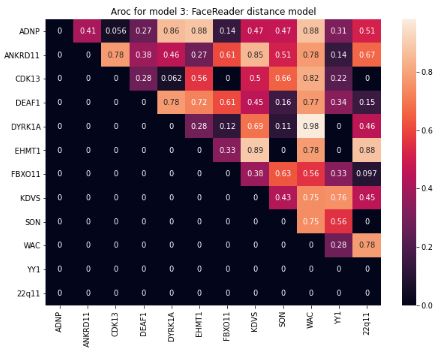 Aroc for model 3: FaceReader distance model
ADNP 0 0.41 0.056 0.27 0.86 0.88 0.14 0.47 0.47 0.88 0.31 0.51
ANKRD11 0 0 0.78 0.38 0.46 0.27 0.61 0.85 0.51 0.78 0.14 0.67
CDK13 0 0 0 0.28 0.062 0.56 0 0.5 0.66 0.82 0.22 0
DEAF1 0 0 0 0 0.78 0.72 0.61 0.45 0.16 0.77 0.34 0.15
DYRK1A 0 0 0 0 0 0.28 0.12 0.69 0.11 0.98 0 0.46
EHMT1 0 0 0 0 0 0 0.33 0.89 0 0.78 0 0.88
FBXO11 0 0 0 0 0 0 0 0.38 0.63 0.56 0.33 0.097
KDVS 0 0 0 0 0 0 0 0 0.43 0.75 0.76 0.45
SON 0 0 0 0 0 0 0 0 0 0.75 0.56 0
WAC 0 0 0 0 0 0 0 0 0 0 0.28 0.78
YY1 0 0 0 0 0 0 0 0 0 0 0 0
22q11 0 0 0 0 0 0 0 0 0 0 0 0
ADNP ANKRD11 CDK13 DEAF1 DYRK1A EHMT1 FBXO11 KDVS SON WAC YY1 22q11
0.8
0.6
0.4
0.2
0.0